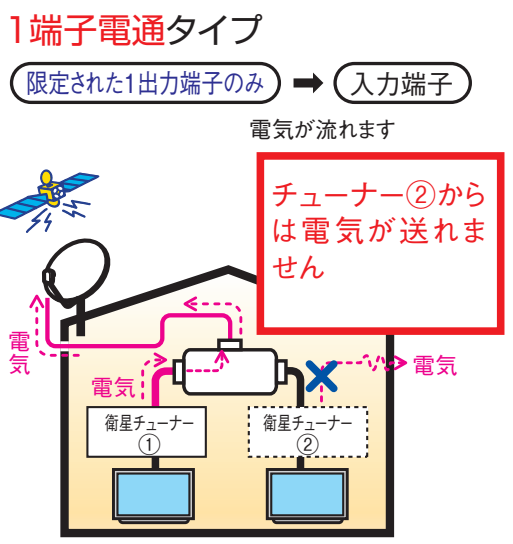 1端子電通タイプ
限定された1出力端子のみ ➡ 入力端子
電気が流れます
チューナー②から
は電気が送れま
せん
電気
電気
電気
衛星チューナー
①
衛星チューナー
②